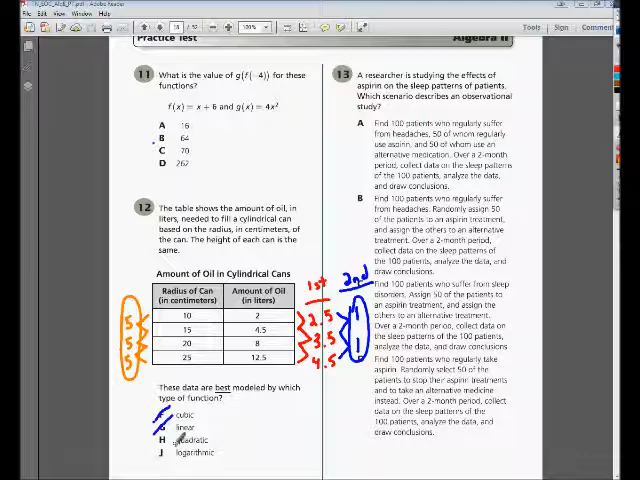 TN_EOC_AlgII_PT.pdf
Edit View Window Help
18 / 52
100%
Tools
Sign
Comment
Practice Test
Algebra II
11 What is the value of g(f(−4)) for these
functions?
f(x) = x + 6 and g(x) = 4x²
A 16
B 64
C 70
D 262
12 The table shows the amount of oil, in
liters, needed to fill a cylindrical can
based on the radius, in centimeters, of
the can. The height of each can is the
same.
Amount of Oil in Cylindrical Cans
1st
2nd
Radius of Can Amount of Oil
(in centimeters) (in liters)
10 2
15 4.5
20 8
25 12.5
5
5
5
2.5
3.5
4.5
1
1
These data are best modeled by which
type of function?
cubic
G linear
H quadratic
J logarithmic
13 A researcher is studying the effects of
aspirin on the sleep patterns of patients.
Which scenario describes an observational
study?
A Find 100 patients who regularly suffer
from headaches, 50 of whom regularly
use aspirin, and 50 of whom use an
alternative medication. Over a 2-month
period, collect data on the sleep patterns
of the 100 patients, analyze the data,
and draw conclusions.
B Find 100 patients who regularly suffer
from headaches. Randomly assign 50
of the patients to an aspirin treatment,
and assign the others to an alternative
treatment. Over a 2-month period,
collect data on the sleep patterns of
the 100 patients, analyze the data, and
draw conclusions.
Find 100 patients who suffer from sleep
disorders. Assign 50 of the patients to
an aspirin treatment, and assign the
others to an alternative treatment.
Over a 2-month period, collect data on
the sleep patterns of the 100 patients,
analyze the data, and draw conclusions
Find 100 patients who regularly take
aspirin. Randomly select 50 of the
patients to stop their aspirin treatments
and to take an alternative medicine
instead. Over a 2-month period, collect
data on the sleep patterns of the 100
patients, analyze the data, and draw
conclusions.